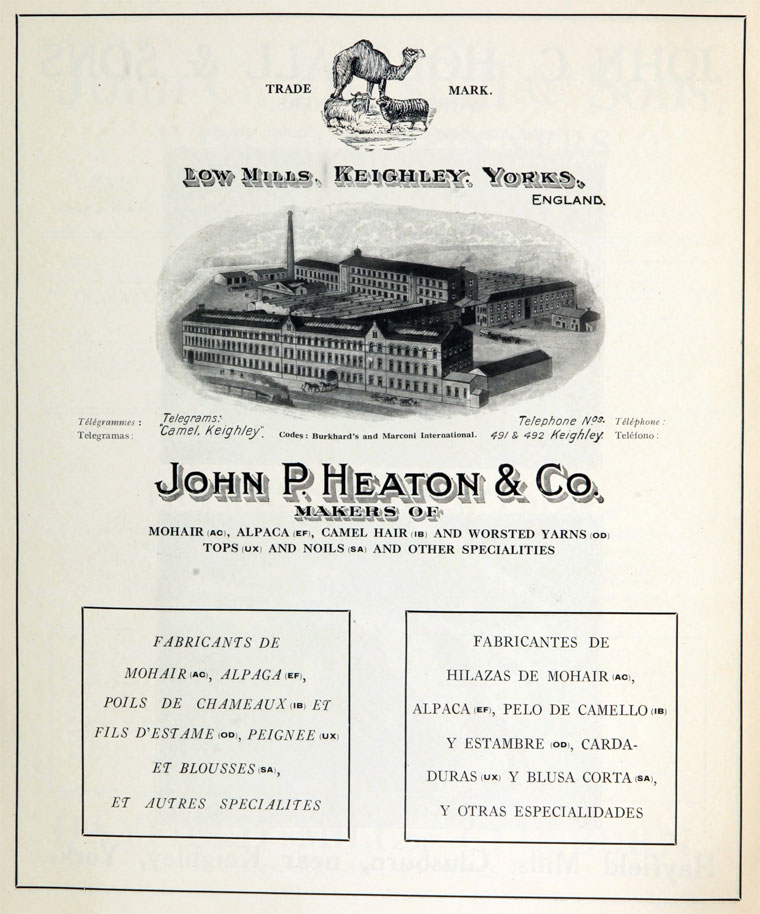 TRADE MARK.
LOW MILLS, KEIGHLEY, YORKS,
ENGLAND.
Télégrammes : Telegrams: Telephone Nos. Téléphone :
Telegramas : "Camel, Keighley". Codes: Burkhard's and Marconi International. 491 & 492 Keighley. Teléfono :
JOHN P. HEATON & CO.
MAKERS OF
MOHAIR (AC), ALPACA (EF), CAMEL HAIR (IB) AND WORSTED YARNS (OD)
TOPS (UX) AND NOILS (SA) AND OTHER SPECIALITIES
FABRICANTS DE
MOHAIR (AC), ALPAGA (EF),
POILS DE CHAMEAUX (IB) ET
FILS D'ESTAME (OD), PEIGNEE (UX)
ET BLOUSSES (SA),
ET AUTRES SPECIALITES
FABRICANTES DE
HILAZAS DE MOHAIR (AC),
ALPACA (EF), PELO DE CAMELLO (IB)
Y ESTAMBRE (OD), CARDA-
DURAS (UX) Y BLUSA CORTA (SA),
Y OTRAS ESPECIALIDADES